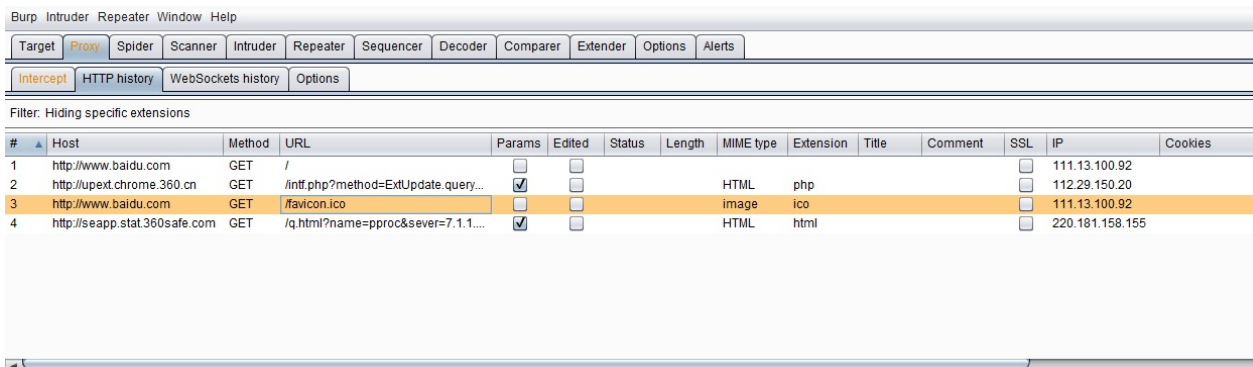 Burp Intruder Repeater Window Help
Target Proxy Spider Scanner Intruder Repeater Sequencer Decoder Comparer Extender Options Alerts
Intercept HTTP history WebSockets history Options
Filter: Hiding specific extensions
# Host Method URL Params Edited Status Length MIME type Extension Title Comment SSL IP Cookies
1 http://www.baidu.com GET / 111.13.100.92
2 http://upext.chrome.360.cn GET /intf.php?method=ExtUpdate.query... HTML php 112.29.150.20
3 http://www.baidu.com GET /favicon.ico image ico 111.13.100.92
4 http://seapp.stat.360safe.com GET /q.html?name=pproc&sever=7.1.1.... HTML html 220.181.158.155